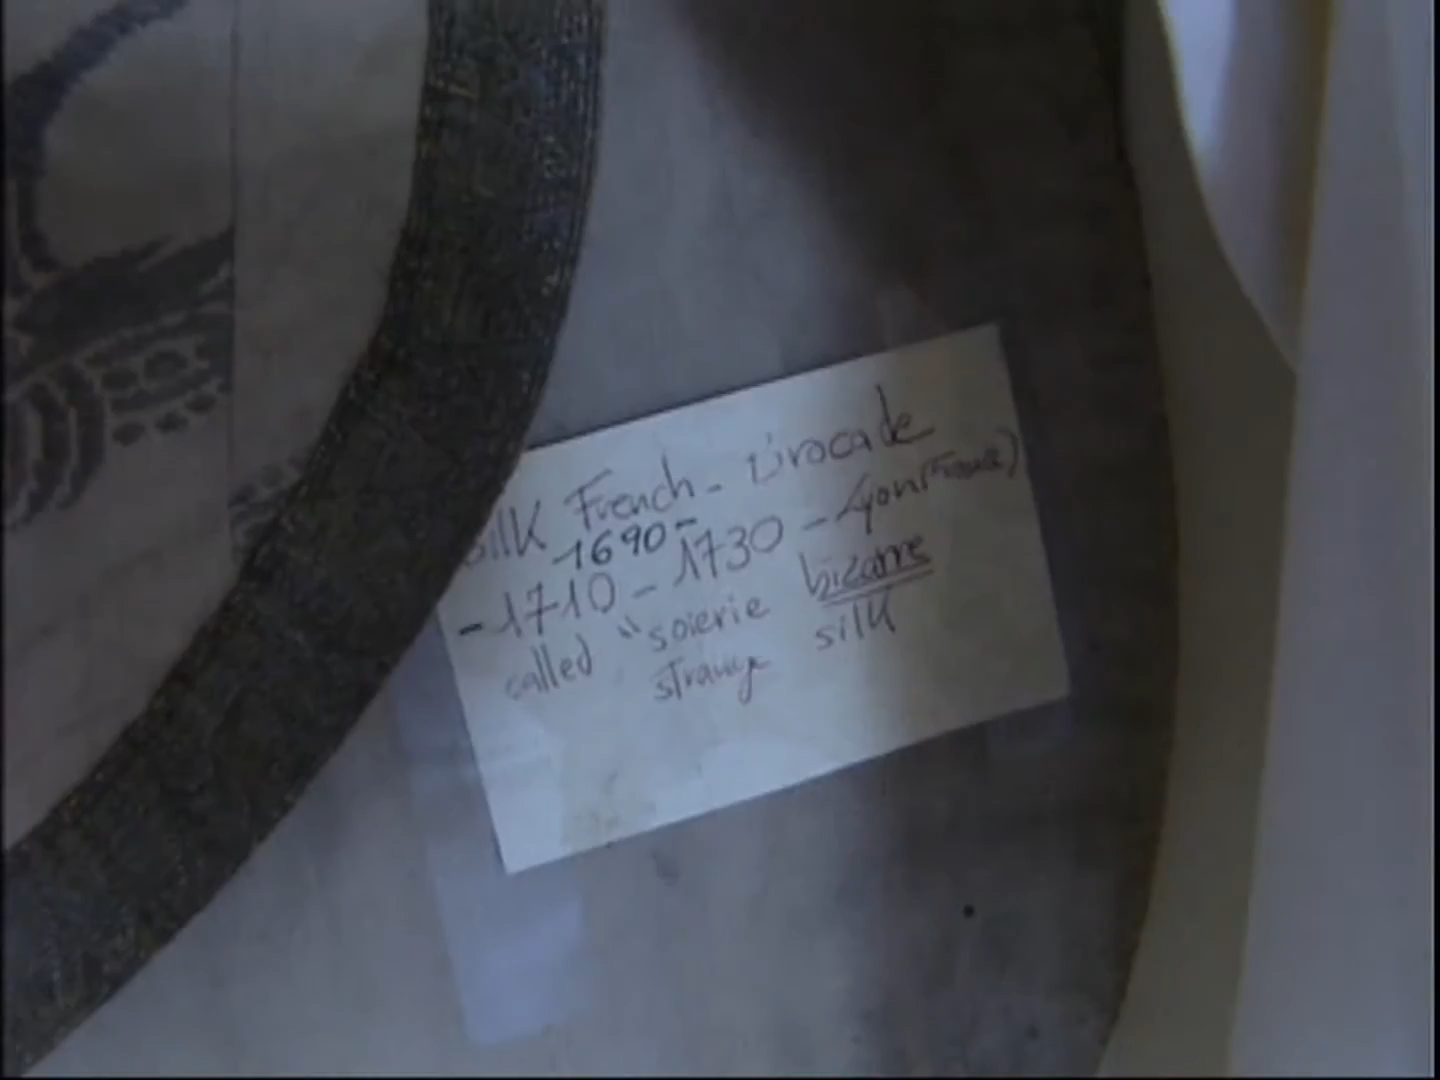 silk French - brocade
1690 -
- 1710 - 1730 - Lyon (France)
called "soierie bizarre
strange silk